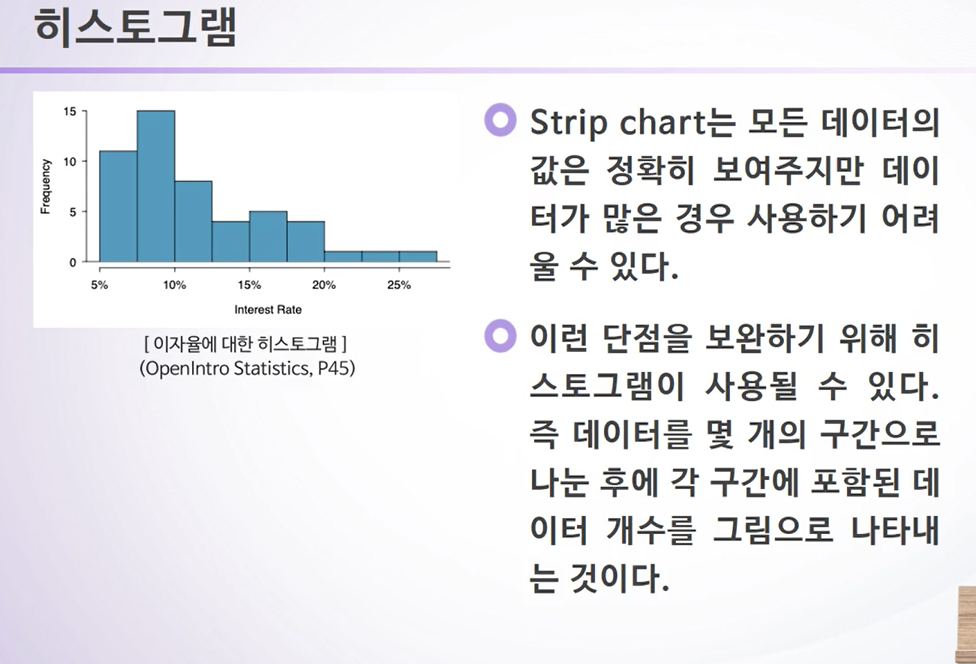 히스토그램
15
10
5
0
Frequency
5%
10%
15%
20%
25%
Interest Rate
[ 이자율에 대한 히스토그램 ]
(OpenIntro Statistics, P45)
Strip chart는 모든 데이터의
값은 정확히 보여주지만 데이
터가 많은 경우 사용하기 어려
울 수 있다.
이런 단점을 보완하기 위해 히
스토그램이 사용될 수 있다.
즉 데이터를 몇 개의 구간으로
나눈 후에 각 구간에 포함된 데
이터 개수를 그림으로 나타내
는 것이다.